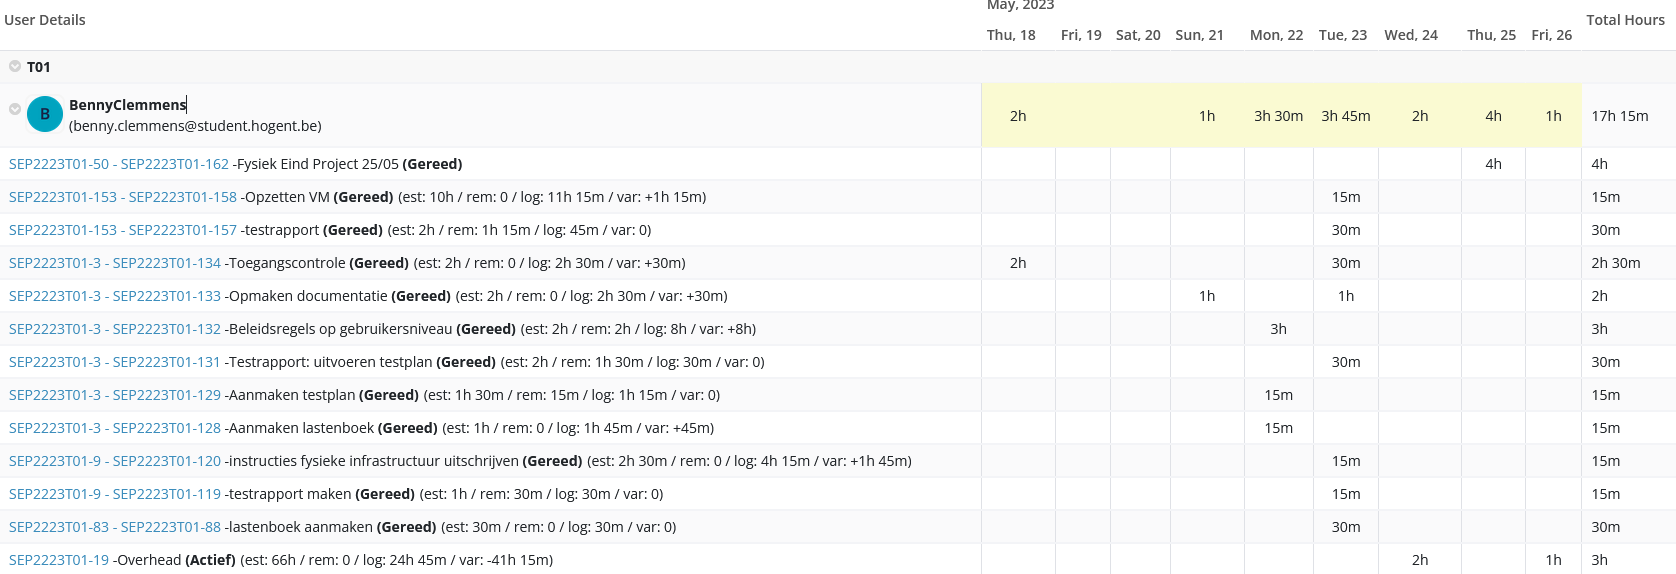 May, 2023
User Details
Total Hours
Thu, 18 Fri, 19 Sat, 20 Sun, 21 Mon, 22 Tue, 23 Wed, 24 Thu, 25 Fri, 26
T01
B
BennyClemmens
(benny.clemmens@student.hogent.be)
2h 1h 3h 30m 3h 45m 2h 4h 1h 17h 15m
SEP2223T01-50 - SEP2223T01-162 -Fysiek Eind Project 25/05 (Gereed) 4h 4h
SEP2223T01-153 - SEP2223T01-158 -Opzetten VM (Gereed) (est: 10h / rem: 0 / log: 11h 15m / var: +1h 15m) 15m 15m
SEP2223T01-153 - SEP2223T01-157 -testrapport (Gereed) (est: 2h / rem: 1h 15m / log: 45m / var: 0) 30m 30m
SEP2223T01-3 - SEP2223T01-134 -Toegangscontrole (Gereed) (est: 2h / rem: 0 / log: 2h 30m / var: +30m) 2h 30m 2h 30m
SEP2223T01-3 - SEP2223T01-133 -Opmaken documentatie (Gereed) (est: 2h / rem: 0 / log: 2h 30m / var: +30m) 1h 1h 2h
SEP2223T01-3 - SEP2223T01-132 -Beleidsregels op gebruikersniveau (Gereed) (est: 2h / rem: 2h / log: 8h / var: +8h) 3h 3h
SEP2223T01-3 - SEP2223T01-131 -Testrapport: uitvoeren testplan (Gereed) (est: 2h / rem: 1h 30m / log: 30m / var: 0) 30m 30m
SEP2223T01-3 - SEP2223T01-129 -Aanmaken testplan (Gereed) (est: 1h 30m / rem: 15m / log: 1h 15m / var: 0) 15m 15m
SEP2223T01-3 - SEP2223T01-128 -Aanmaken lastenboek (Gereed) (est: 1h / rem: 0 / log: 1h 45m / var: +45m) 15m 15m
SEP2223T01-9 - SEP2223T01-120 -instructies fysieke infrastructuur uitschrijven (Gereed) (est: 2h 30m / rem: 0 / log: 4h 15m / var: +1h 45m) 15m 15m
SEP2223T01-9 - SEP2223T01-119 -testrapport maken (Gereed) (est: 1h / rem: 30m / log: 30m / var: 0) 15m 15m
SEP2223T01-83 - SEP2223T01-88 -lastenboek aanmaken (Gereed) (est: 30m / rem: 0 / log: 30m / var: 0) 30m 30m
SEP2223T01-19 -Overhead (Actief) (est: 66h / rem: 0 / log: 24h 45m / var: -41h 15m) 2h 1h 3h